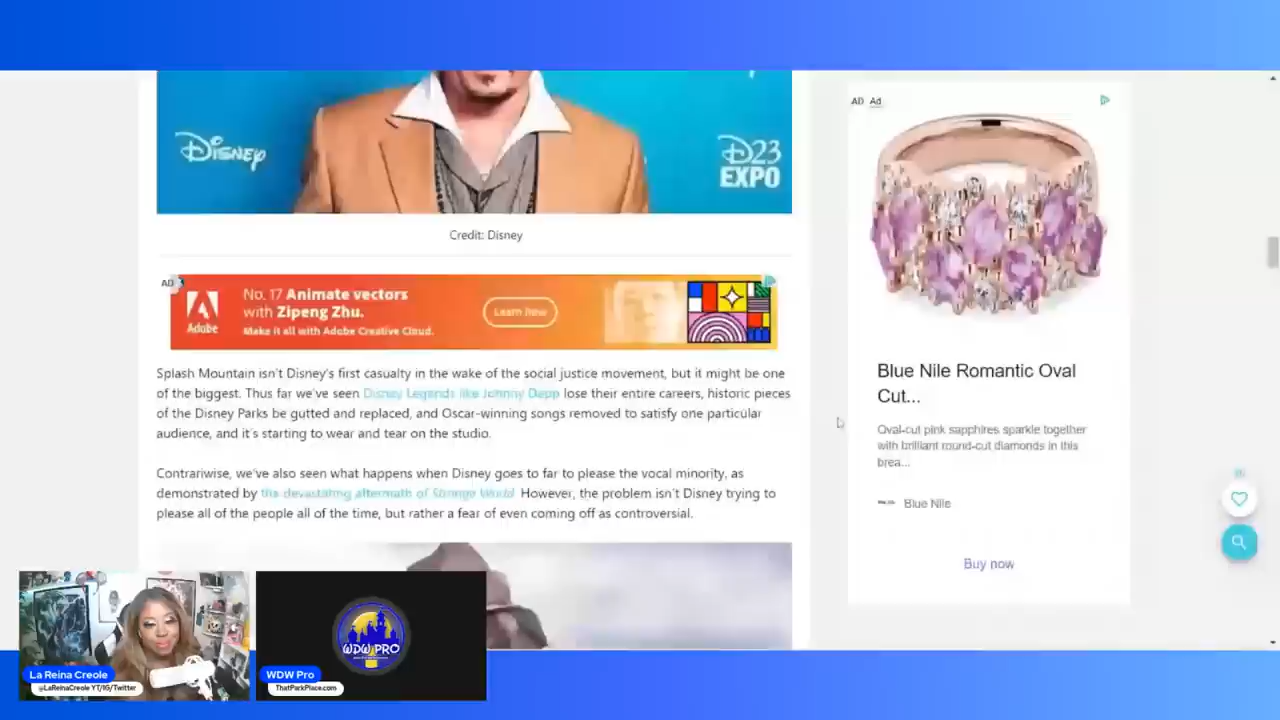 Disney
D23
EXPO
Credit: Disney
AD
Adobe
No. 17 Animate vectors
with Zipeng Zhu.
Make it all with Adobe Creative Cloud.
Learn how
Splash Mountain isn't Disney's first casualty in the wake of the social justice movement, but it might be one
of the biggest. Thus far we've seen Disney Legends like Johnny Depp lose their entire careers, historic pieces
of the Disney Parks be gutted and replaced, and Oscar-winning songs removed to satisfy one particular
audience, and it's starting to wear and tear on the studio.
Contrariwise, we've also seen what happens when Disney goes to far to please the vocal minority, as
demonstrated by the devastating aftermath of Strange World. However, the problem isn't Disney trying to
please all of the people all of the time, but rather a fear of even coming off as controversial.
AD Ad
Blue Nile Romantic Oval
Cut...
Oval-cut pink sapphires sparkle together
with brilliant round-cut diamonds in this
brea...
Blue Nile
Buy now
La Reina Creole
@LaReinaCreole YT/IG/Twitter
WDW PRO
WDW Pro
ThatParkPlace.com